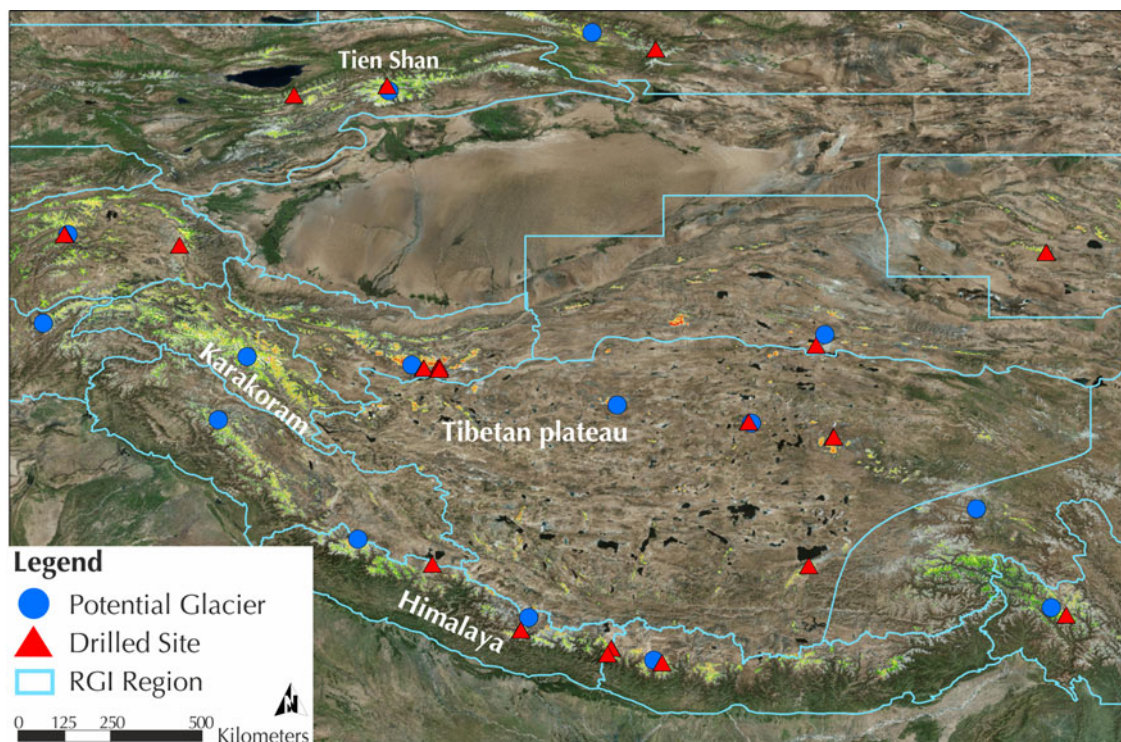 Tien Shan
Karakoram
Tibetan plateau
Himalaya
Legend
Potential Glacier
Drilled Site
RGI Region
N
0 125 250 500
Kilometers